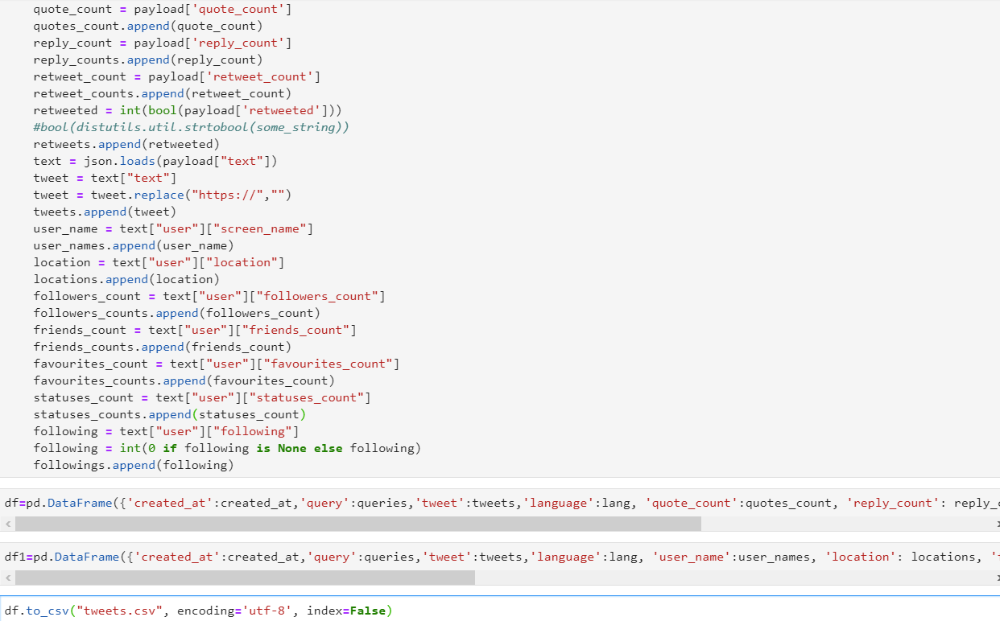 quote_count = payload['quote_count']
quotes_count.append(quote_count)
reply_count = payload['reply_count']
reply_counts.append(reply_count)
retweet_count = payload['retweet_count']
retweet_counts.append(retweet_count)
retweeted = int(bool(payload['retweeted']))
#bool(distutils.util.strtobool(some_string))
retweets.append(retweeted)
text = json.loads(payload["text"])
tweet = text["text"]
tweet = tweet.replace("https://","")
tweets.append(tweet)
user_name = text["user"]["screen_name"]
user_names.append(user_name)
location = text["user"]["location"]
locations.append(location)
followers_count = text["user"]["followers_count"]
followers_counts.append(followers_count)
friends_count = text["user"]["friends_count"]
friends_counts.append(friends_count)
favourites_count = text["user"]["favourites_count"]
favourites_counts.append(favourites_count)
statuses_count = text["user"]["statuses_count"]
statuses_counts.append(statuses_count)
following = text["user"]["following"]
following = int(0 if following is None else following)
followings.append(following)
df=pd.DataFrame({'created_at':created_at,'query':queries,'tweet':tweets,'language':lang, 'quote_count':quotes_count, 'reply_count': reply_
df1=pd.DataFrame({'created_at':created_at,'query':queries,'tweet':tweets,'language':lang, 'user_name':user_names, 'location': locations, '
df.to_csv("tweets.csv", encoding='utf-8', index=False)